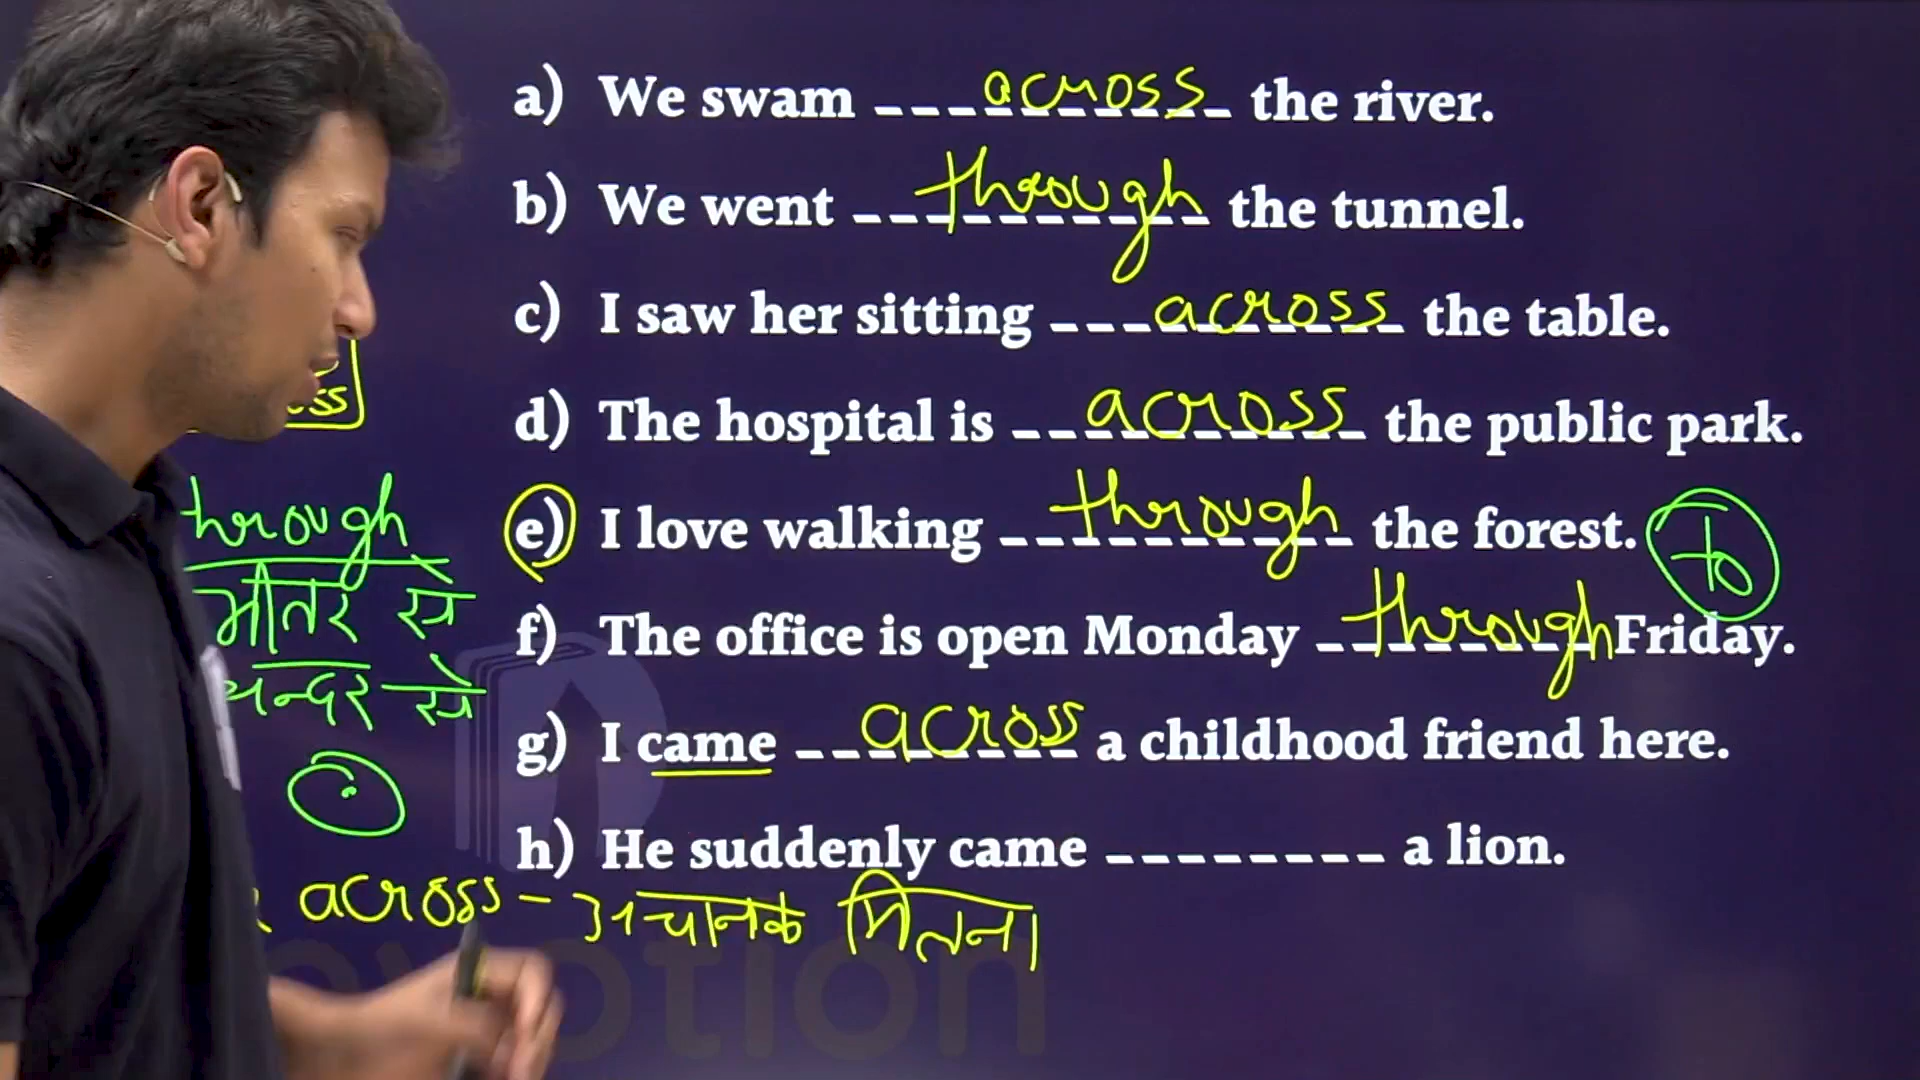 a) We swam across the river.
b) We went through the tunnel.
c) I saw her sitting across the table.
d) The hospital is across the public park.
e) I love walking through the forest. to
f) The office is open Monday through Friday.
g) I came across a childhood friend here.
h) He suddenly came -------- a lion.
through
भीतर से
अन्दर से
across - अचानक मिलना